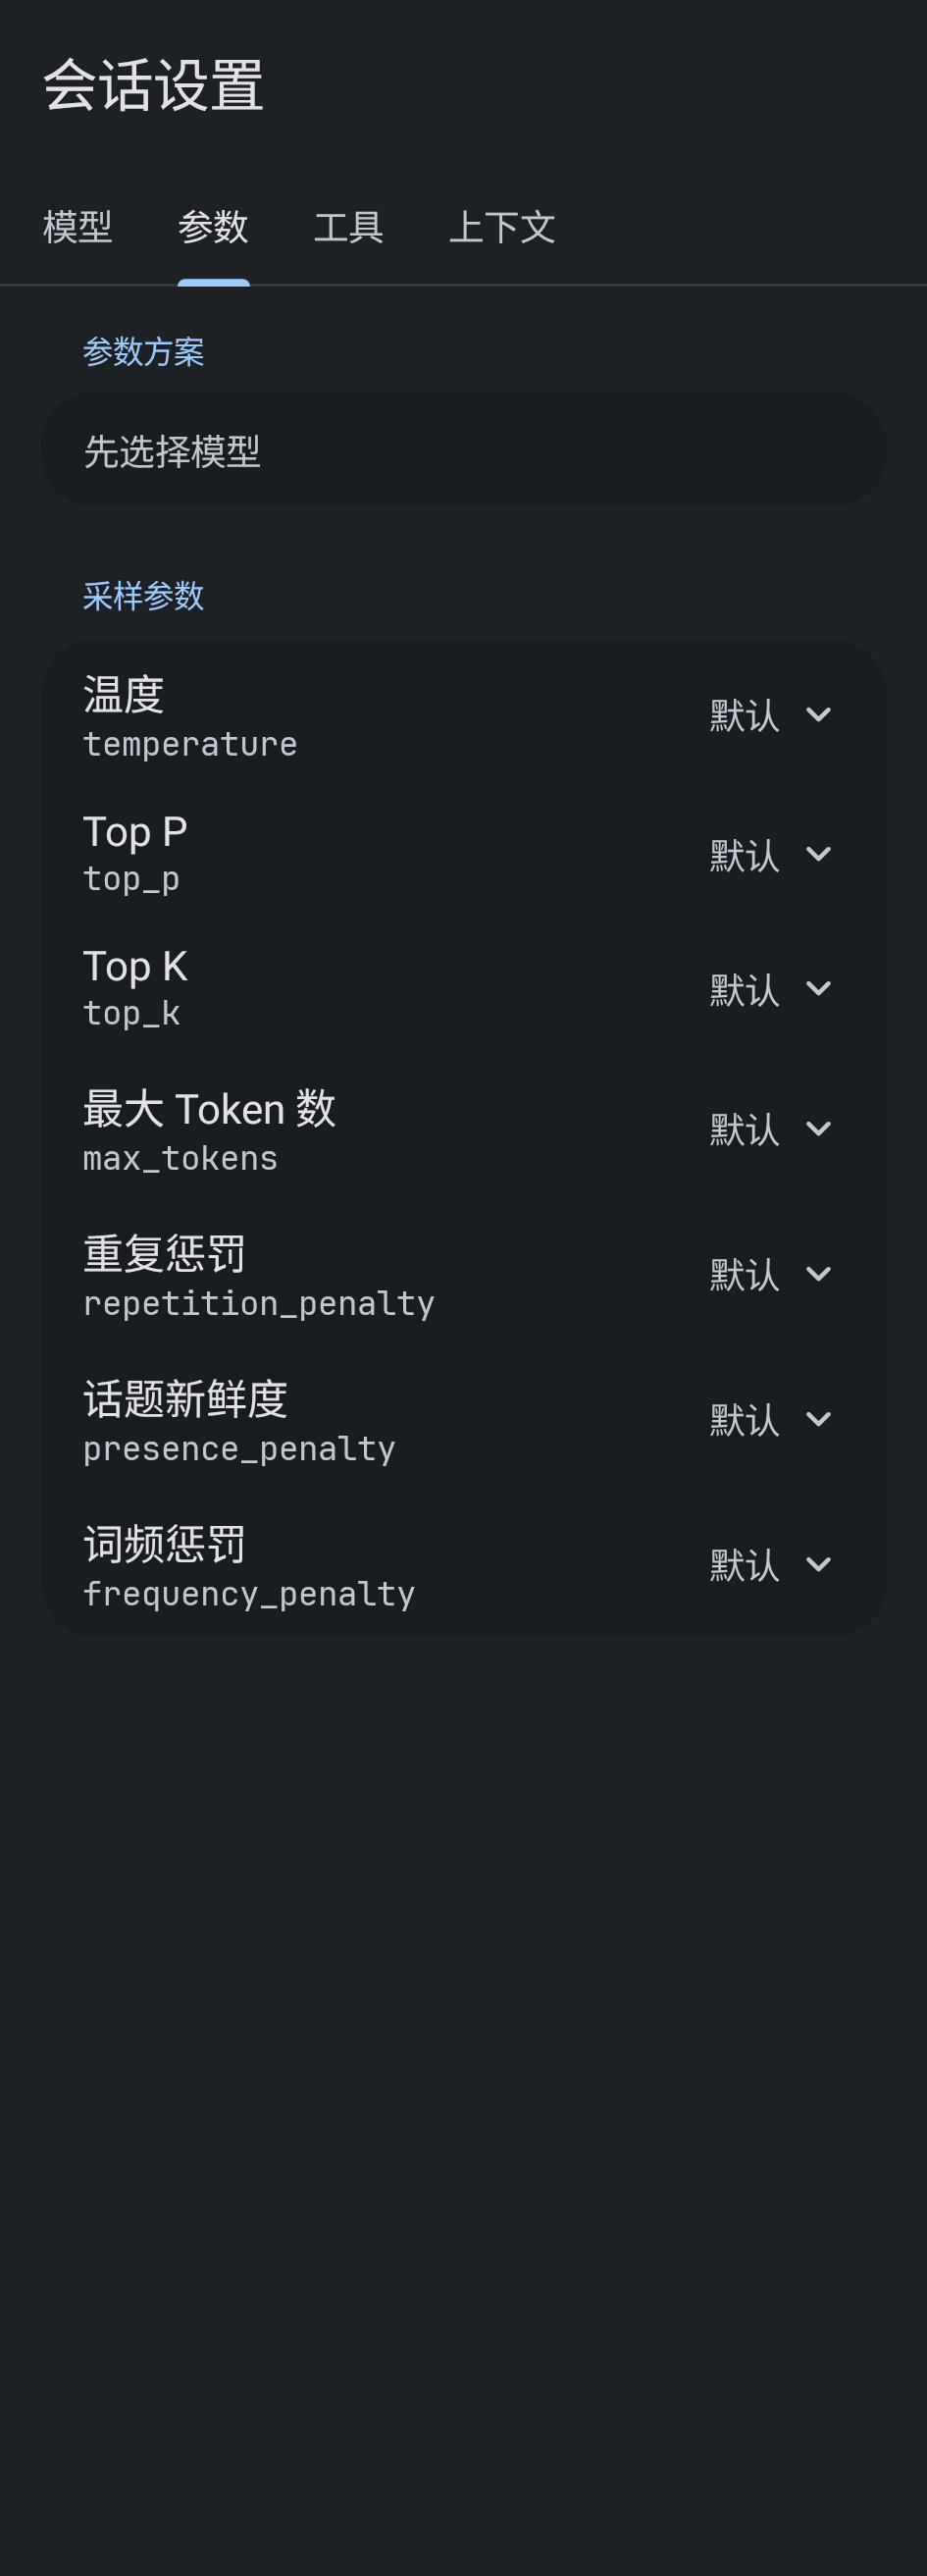 会话设置
模型 参数 工具 上下文
参数方案
先选择模型
采样参数
温度
temperature
默认
Top P
top_p
默认
Top K
top_k
默认
最大 Token 数
max_tokens
默认
重复惩罚
repetition_penalty
默认
话题新鲜度
presence_penalty
默认
词频惩罚
frequency_penalty
默认